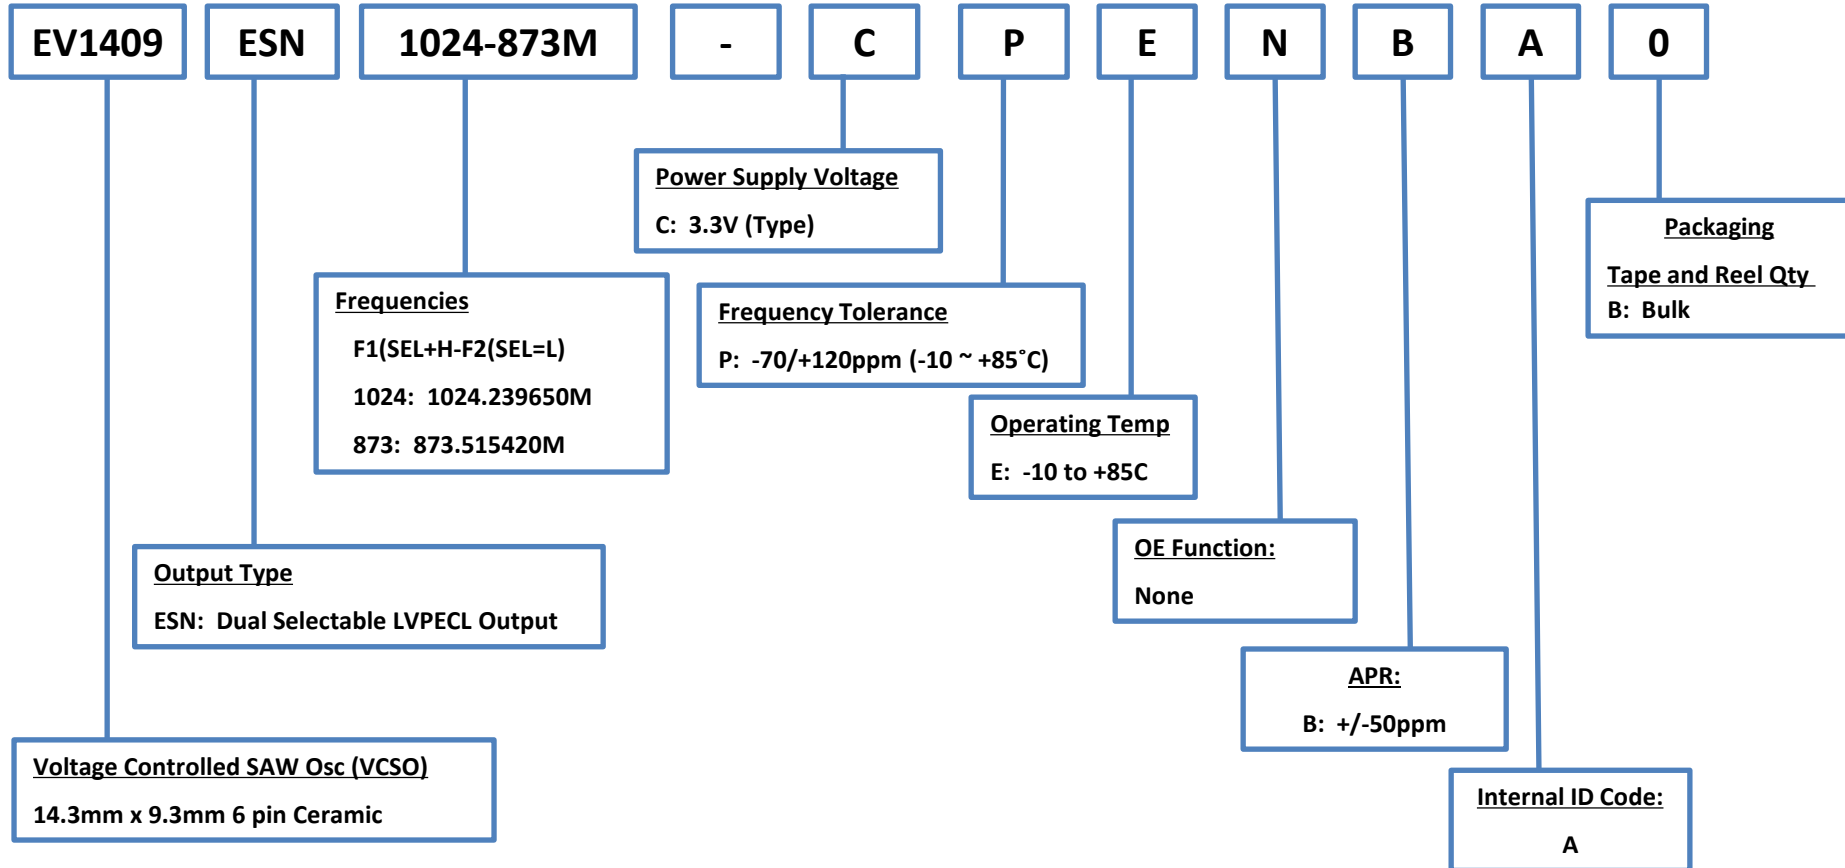 EV1409 ESN 1024-873M - C P E N B A 0
Power Supply Voltage
C: 3.3V (Type)
Packaging
Tape and Reel Qty
B: Bulk
Frequencies
F1(SEL+H-F2(SEL=L)
1024: 1024.239650M
873: 873.515420M
Frequency Tolerance
P: -70/+120ppm (-10 ~ +85˚C)
Operating Temp
E: -10 to +85C
OE Function:
None
Output Type
ESN: Dual Selectable LVPECL Output
APR:
B: +/-50ppm
Voltage Controlled SAW Osc (VCSO)
14.3mm x 9.3mm 6 pin Ceramic
Internal ID Code:
A